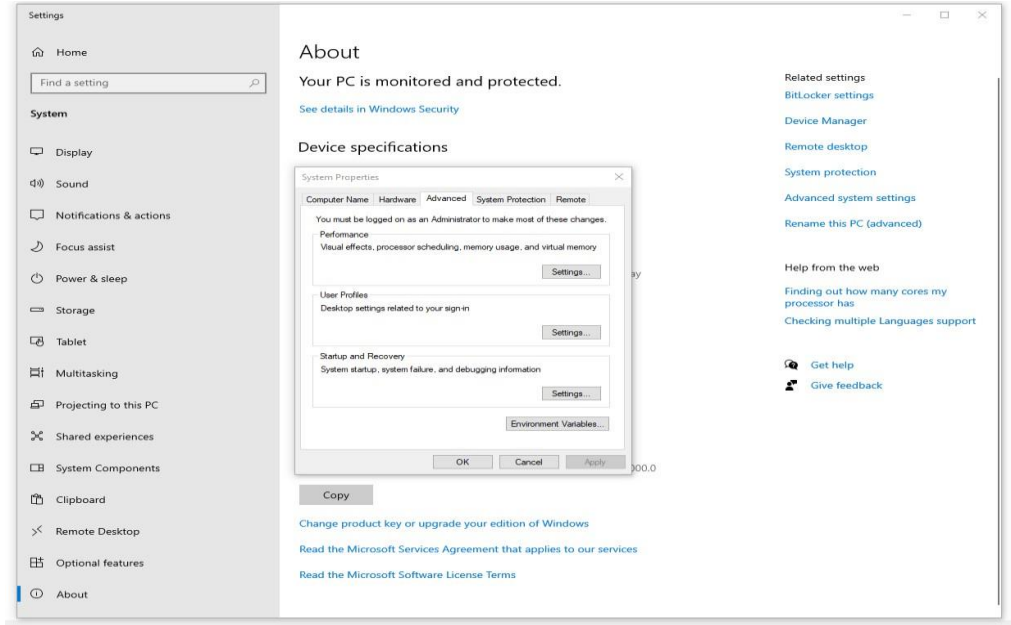 Settings
Home
Find a setting
System
Display
Sound
Notifications & actions
Focus assist
Power & sleep
Storage
Tablet
Multitasking
Projecting to this PC
Shared experiences
System Components
Clipboard
Remote Desktop
Optional features
About
About
Your PC is monitored and protected.
See details in Windows Security
Device specifications
System Properties
Computer Name Hardware Advanced System Protection Remote
You must be logged on as an Administrator to make most of these changes.
Performance
Visual effects, processor scheduling, memory usage, and virtual memory
Settings...
ay
User Profiles
Desktop settings related to your sign-in
Settings...
Startup and Recovery
System startup, system failure, and debugging information
Settings...
Environment Variables...
OK Cancel Apply
000.0
Copy
Change product key or upgrade your edition of Windows
Read the Microsoft Services Agreement that applies to our services
Read the Microsoft Software License Terms
Related settings
BitLocker settings
Device Manager
Remote desktop
System protection
Advanced system settings
Rename this PC (advanced)
Help from the web
Finding out how many cores my
processor has
Checking multiple Languages support
Get help
Give feedback